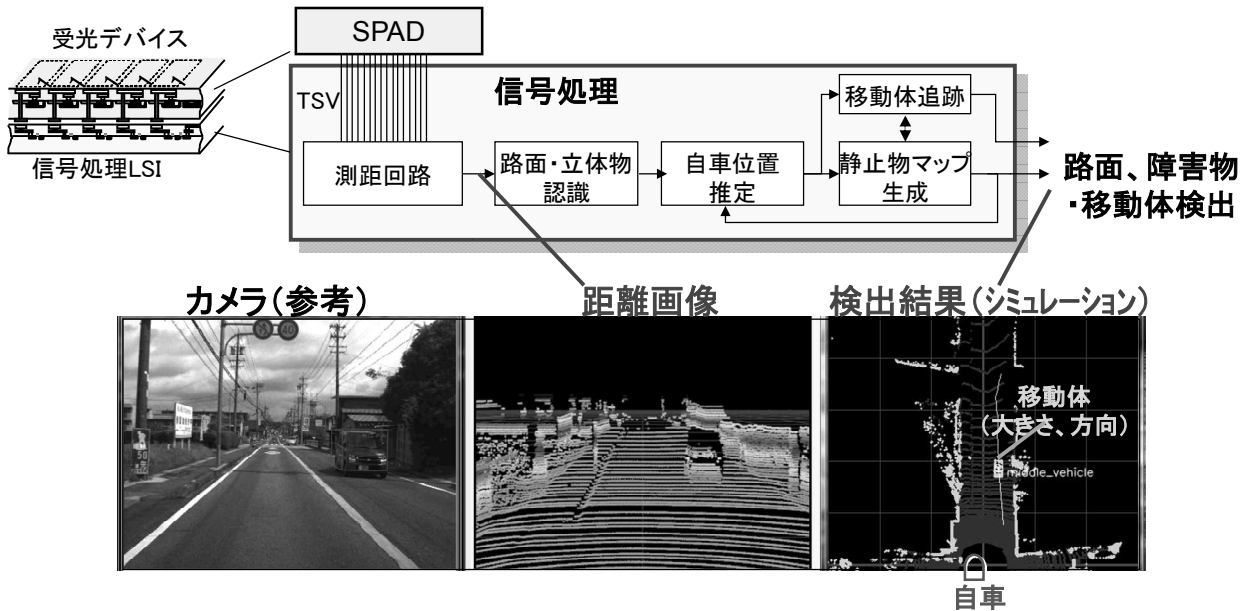 受光デバイス
信号処理LSI
SPAD
TSV
信号処理
測距回路
路面・立体物
認識
自車位置
推定
移動体追跡
静止物マップ
生成
路面、障害物
・移動体検出
カメラ(参考)
距離画像
検出結果(シミュレーション)
40
50
移動体
(大きさ、方向)
middle_vehicle
自車